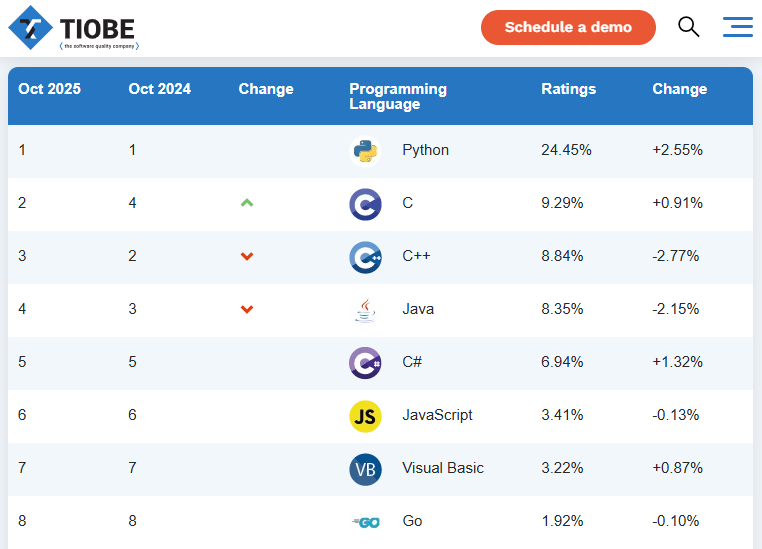 TIOBE
(the software quality company)
Schedule a demo
Oct 2025 Oct 2024 Change Programming Language Ratings Change
1 1 Python 24.45% +2.55%
2 4 C 9.29% +0.91%
3 2 C++ 8.84% -2.77%
4 3 Java 8.35% -2.15%
5 5 C# 6.94% +1.32%
6 6 JS JavaScript 3.41% -0.13%
7 7 VB Visual Basic 3.22% +0.87%
8 8 GO Go 1.92% -0.10%